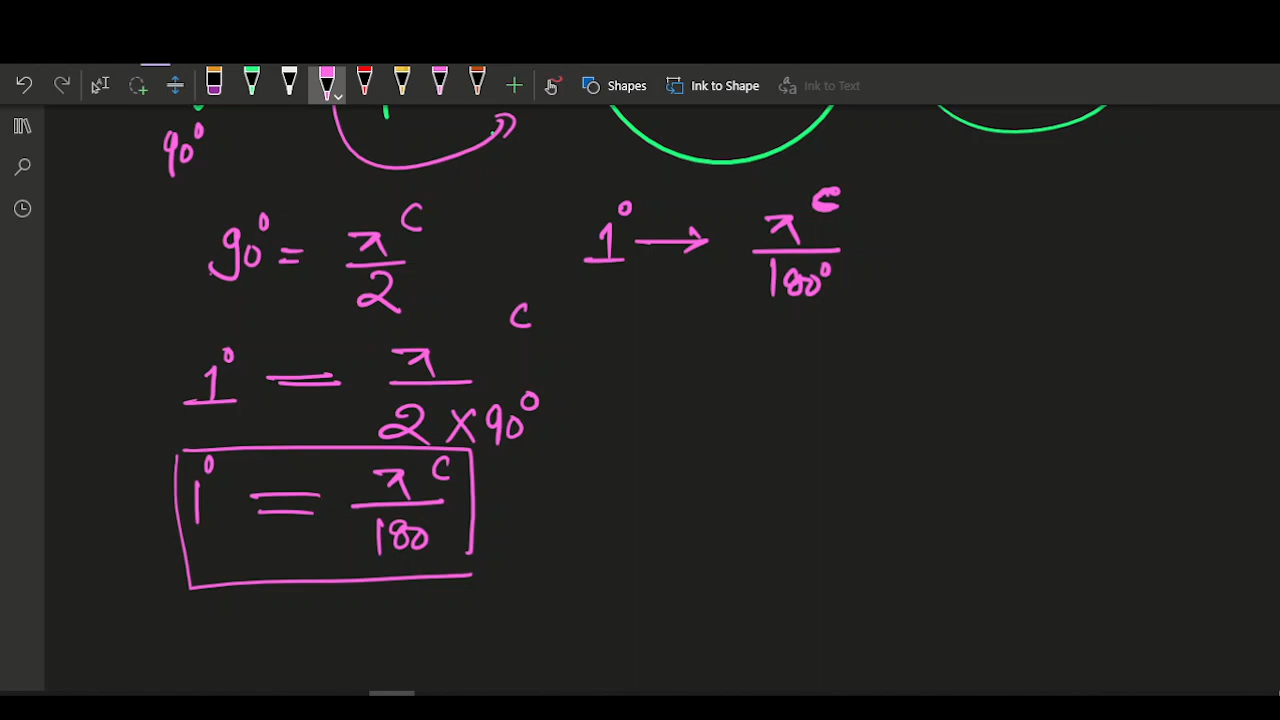 Shapes Ink to Shape Ink to Text
90°
90° = π/2 ᶜ
1° → π/180° ᶜ
1° = π/2 × 90° ᶜ
1° = π/180 ᶜ